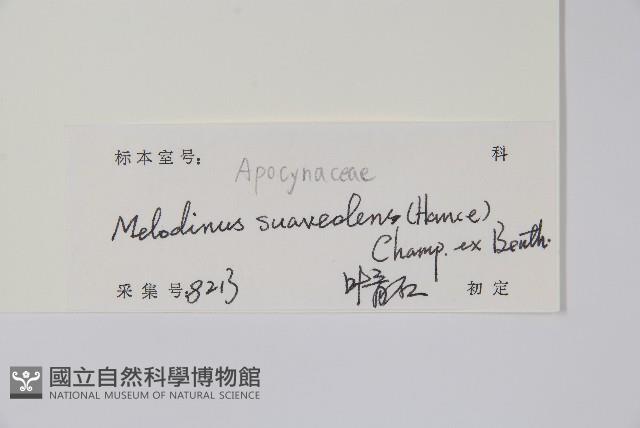 标本室号: 科
Apocynaceae
Melodinus suaveolens (Hance)
Champ. ex Benth.
采集号: 8213 初定
國立自然科學博物館
NATIONAL MUSEUM OF NATURAL SCIENCE